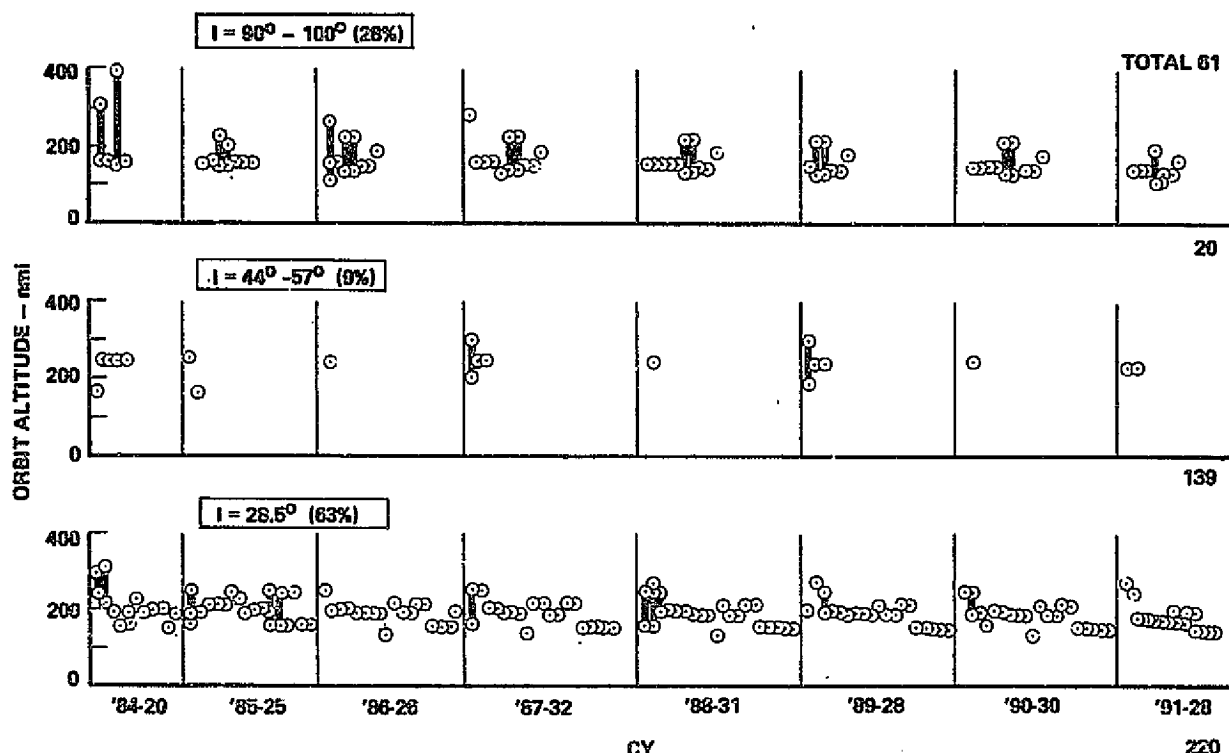 I = 90° – 100° (28%)
TOTAL 61
400
200
0
20
I = 44° -57° (9%)
400
200
0
139
I = 28.5° (63%)
400
200
0
ORBIT ALTITUDE – nmi
'84-20 '85-25 '86-26 '87-32 '88-31 '89-28 '90-30 '91-28
CY
220